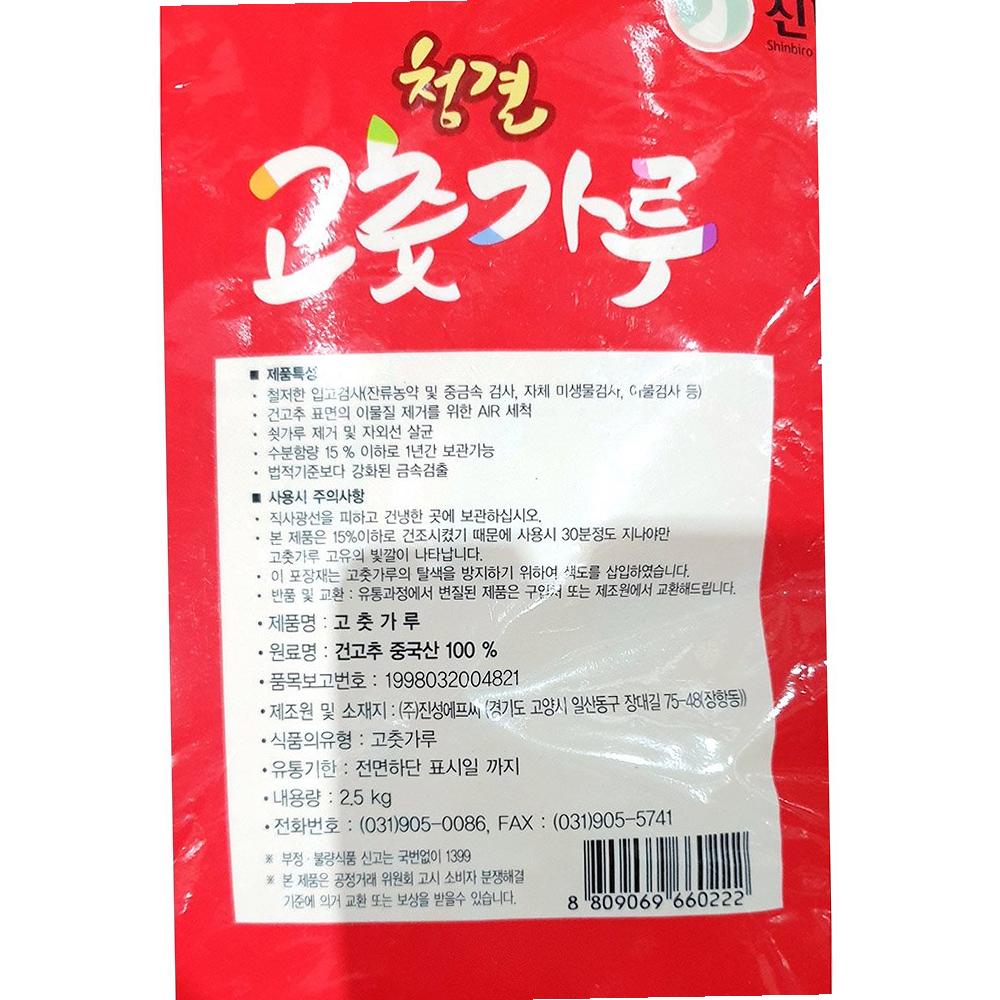 Shinbiro
청결
고춧가루
■ 제품특성
· 철저한 입고검사(잔류농약 및 중금속 검사, 자체 미생물검사, 이물검사 등)
· 건고추 표면의 이물질 제거를 위한 AIR 세척
· 쇳가루 제거 및 자외선 살균
· 수분함량 15 % 이하로 1년간 보관가능
· 법적기준보다 강화된 금속검출
■ 사용시 주의사항
· 직사광선을 피하고 건냉한 곳에 보관하십시오.
· 본 제품은 15%이하로 건조시켰기 때문에 사용시 30분정도 지나야만
고춧가루 고유의 빛깔이 나타납니다.
· 이 포장재는 고춧가루의 탈색을 방지하기 위하여 색도를 삽입하였습니다.
· 반품 및 교환 : 유통과정에서 변질된 제품은 구입처 또는 제조원에서 교환해드립니다.
· 제품명 : 고 춧 가 루
· 원료명 : 건고추 중국산 100 %
· 품목보고번호 : 1998032004821
· 제조원 및 소재지 : (주)진성에프씨 (경기도 고양시 일산동구 장대길 75-48(장항동))
· 식품의유형 : 고춧가루
· 유통기한 : 전면하단 표시일 까지
· 내용량 : 2.5 kg
· 전화번호 : (031)905-0086, FAX : (031)905-5741
※ 부정·불량식품 신고는 국번없이 1399
※ 본 제품은 공정거래 위원회 고시 소비자 분쟁해결
기준에 의거 교환 또는 보상을 받을수 있습니다.
8 809069 660222